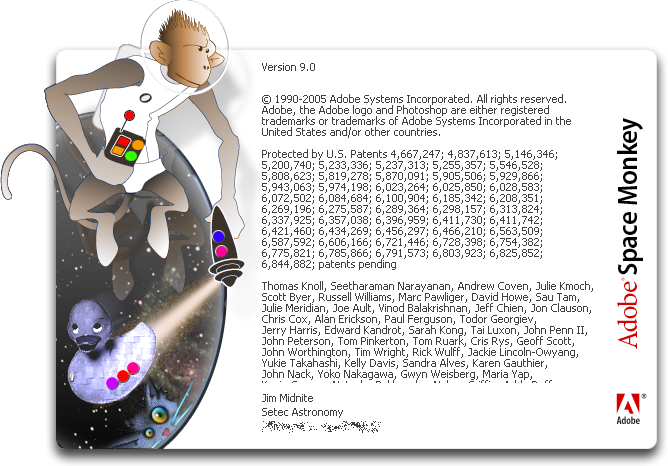 Version 9.0
© 1990-2005 Adobe Systems Incorporated. All rights reserved.
Adobe, the Adobe logo and Photoshop are either registered
trademarks or trademarks of Adobe Systems Incorporated in the
United States and/or other countries.
Protected by U.S. Patents 4,667,247; 4,837,613; 5,146,346;
5,200,740; 5,233,336; 5,237,313; 5,255,357; 5,546,528;
5,808,623; 5,819,278; 5,870,091; 5,905,506; 5,929,866;
5,943,063; 5,974,198; 6,023,264; 6,025,850; 6,028,583;
6,072,502; 6,084,684; 6,100,904; 6,185,342; 6,208,351;
6,269,196; 6,275,587; 6,289,364; 6,298,157; 6,313,824;
6,337,925; 6,357,038; 6,396,959; 6,411,730; 6,411,742;
6,421,460; 6,434,269; 6,456,297; 6,466,210; 6,563,509;
6,587,592; 6,606,166; 6,721,446; 6,728,398; 6,754,382;
6,775,821; 6,785,866; 6,791,573; 6,803,923; 6,825,852;
6,844,882; patents pending
Thomas Knoll, Seetharaman Narayanan, Andrew Coven, Julie Kmoch,
Scott Byer, Russell Williams, Marc Pawliger, David Howe, Sau Tam,
Julie Meridian, Joe Ault, Vinod Balakrishnan, Jeff Chien, Jon Clauson,
Chris Cox, Alan Erickson, Paul Ferguson, Todor Georgiev,
Jerry Harris, Edward Kandrot, Sarah Kong, Tai Luxon, John Penn II,
John Peterson, Tom Pinkerton, Tom Ruark, Cris Rys, Geoff Scott,
John Worthington, Tim Wright, Rick Wulff, Jackie Lincoln-Owyang,
Yukie Takahashi, Kelly Davis, Sandra Alves, Karen Gauthier,
John Nack, Yoko Nakagawa, Gwyn Weisberg, Maria Yap,
Jim Midnite
Setec Astronomy
Adobe® Space Monkey
Adobe